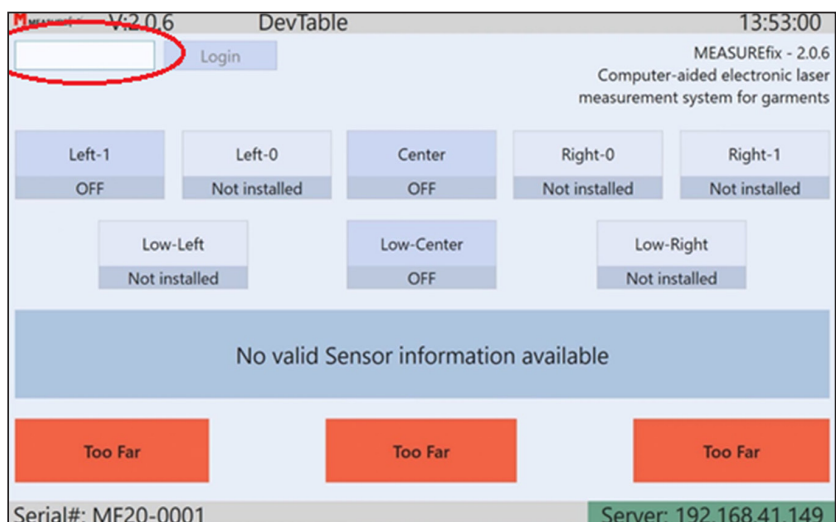 MEASUREfix V:2.0.6 DevTable 13:53:00
Login
MEASUREfix - 2.0.6
Computer-aided electronic laser
measurement system for garments
Left-1 Left-0 Center Right-0 Right-1
OFF Not installed OFF Not installed Not installed
Low-Left Low-Center Low-Right
Not installed OFF Not installed
No valid Sensor information available
Too Far Too Far Too Far
Serial#: MF20-0001 Server: 192.168.41.149